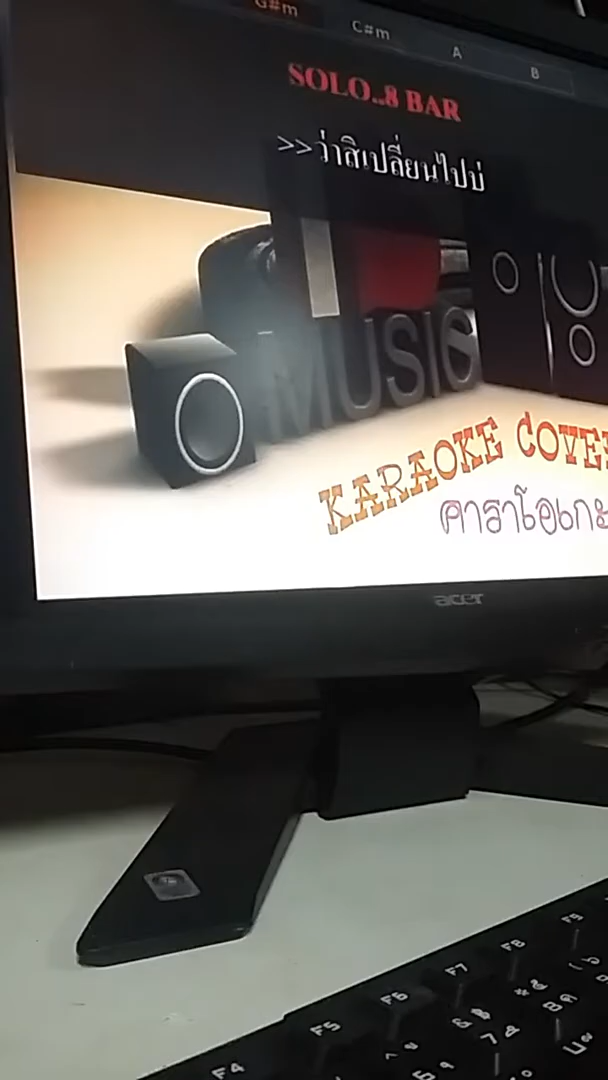 G#m C#m A B
SOLO..8 BAR
>>ว่าสิเปลี่ยนไปบ่
MUSIC
KARAOKE COVER
คาราโอเกะ
acer
F4 F5 F6 F7 F8 F9